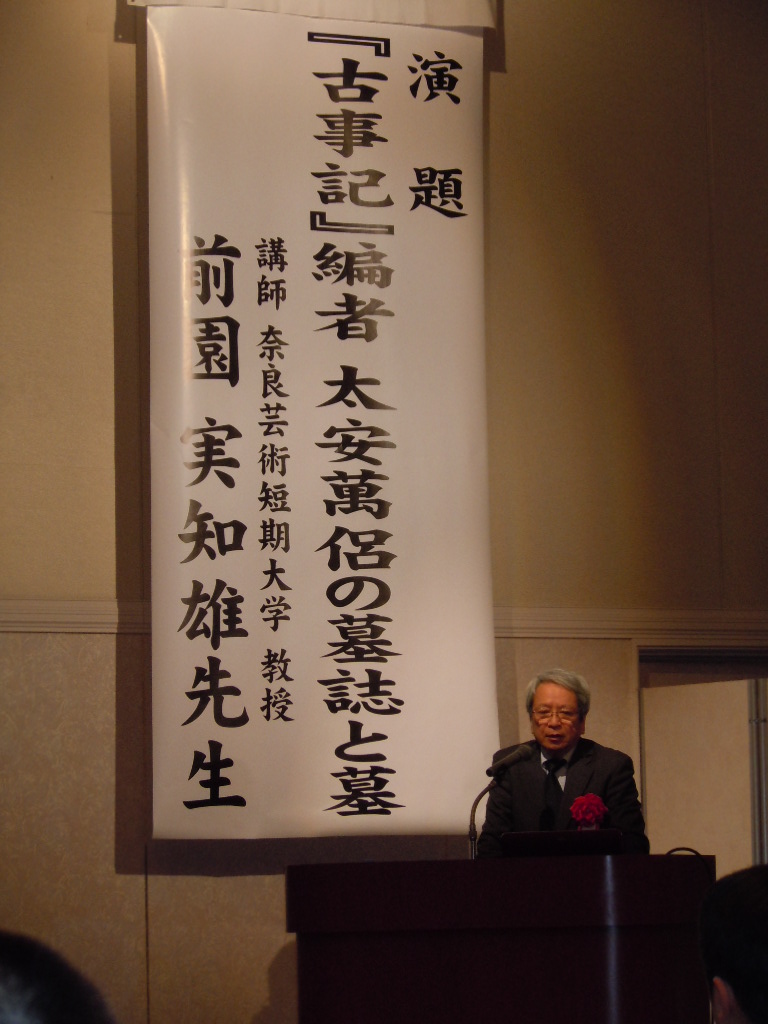 演題
『古事記』編者 太安萬侶の墓誌と墓
講師 奈良芸術短期大学 教授
前園 実知雄先生